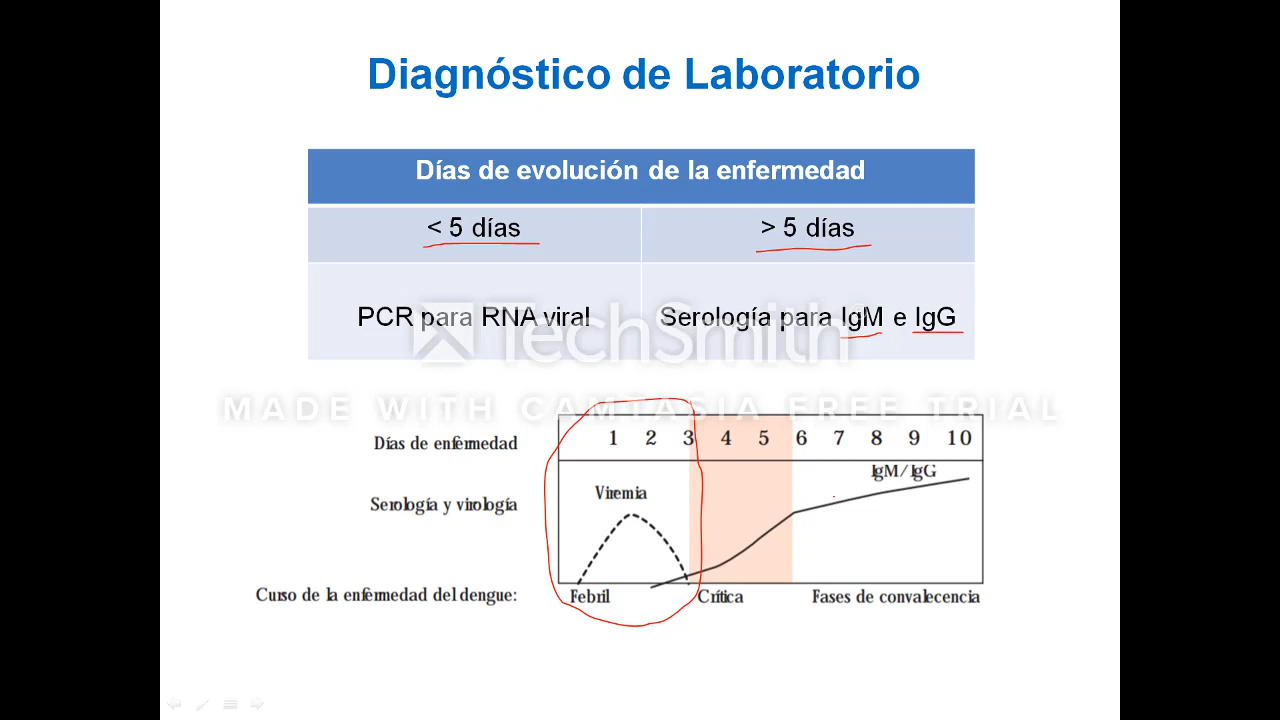 Diagnóstico de Laboratorio
Días de evolución de la enfermedad
< 5 días > 5 días
PCR para RNA viral Serología para IgM e IgG
TechSmith®
MADE WITH CAMTASIA FREE TRIAL
Días de enfermedad 1 2 3 4 5 6 7 8 9 10
IgM/IgG
Viremia
Serología y virología
Curso de la enfermedad del dengue: Febril Crítica Fases de convalecencia